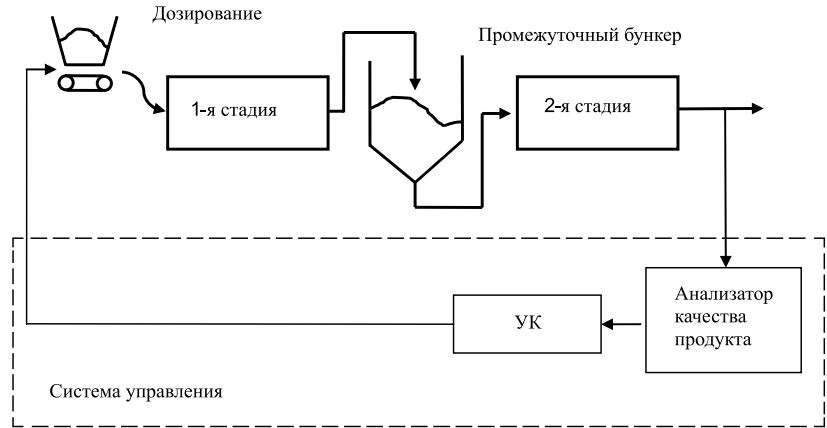 Дозирование
Промежуточный бункер
1-я стадия
2-я стадия
Анализатор
качества
продукта
УК
Система управления